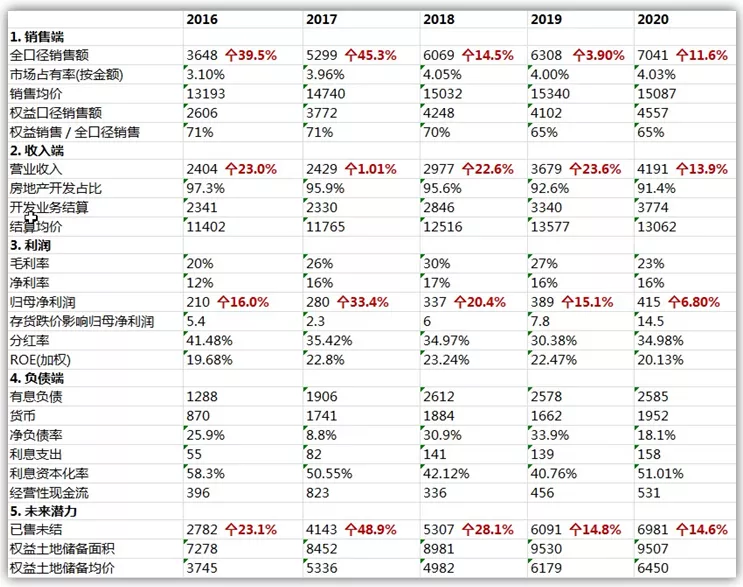 2016 2017 2018 2019 2020
1. 销售端
全口径销售额 3648 个39.5% 5299 个45.3% 6069 个14.5% 6308 个3.90% 7041 个11.6%
市场占有率(按金额) 3.10% 3.96% 4.05% 4.00% 4.03%
销售均价 13193 14740 15032 15340 15087
权益口径销售额 2606 3772 4248 4102 4557
权益销售 / 全口径销售 71% 71% 70% 65% 65%
2. 收入端
营业收入 2404 个23.0% 2429 个1.01% 2977 个22.6% 3679 个23.6% 4191 个13.9%
房地产开发占比 97.3% 95.9% 95.6% 92.6% 91.4%
开发业务结算 2341 2330 2846 3340 3774
结算均价 11402 11765 12516 13577 13062
3. 利润
毛利率 20% 26% 30% 27% 23%
净利率 12% 16% 17% 16% 16%
归母净利润 210 个16.0% 280 个33.4% 337 个20.4% 389 个15.1% 415 个6.80%
存货跌价影响归母净利润 5.4 2.3 6 7.8 14.5
分红率 41.48% 35.42% 34.97% 30.38% 34.98%
ROE(加权) 19.68% 22.8% 23.24% 22.47% 20.13%
4. 负债端
有息负债 1288 1906 2612 2578 2585
货币 870 1741 1884 1662 1952
净负债率 25.9% 8.8% 30.9% 33.9% 18.1%
利息支出 55 82 141 139 158
利息资本化率 58.3% 50.55% 42.12% 40.76% 51.01%
经营性现金流 396 823 336 456 531
5. 未来潜力
已售未结 2782 个23.1% 4143 个48.9% 5307 个28.1% 6091 个14.8% 6981 个14.6%
权益土地储备面积 7278 8452 8981 9530 9507
权益土地储备均价 3745 5336 4982 6179 6450